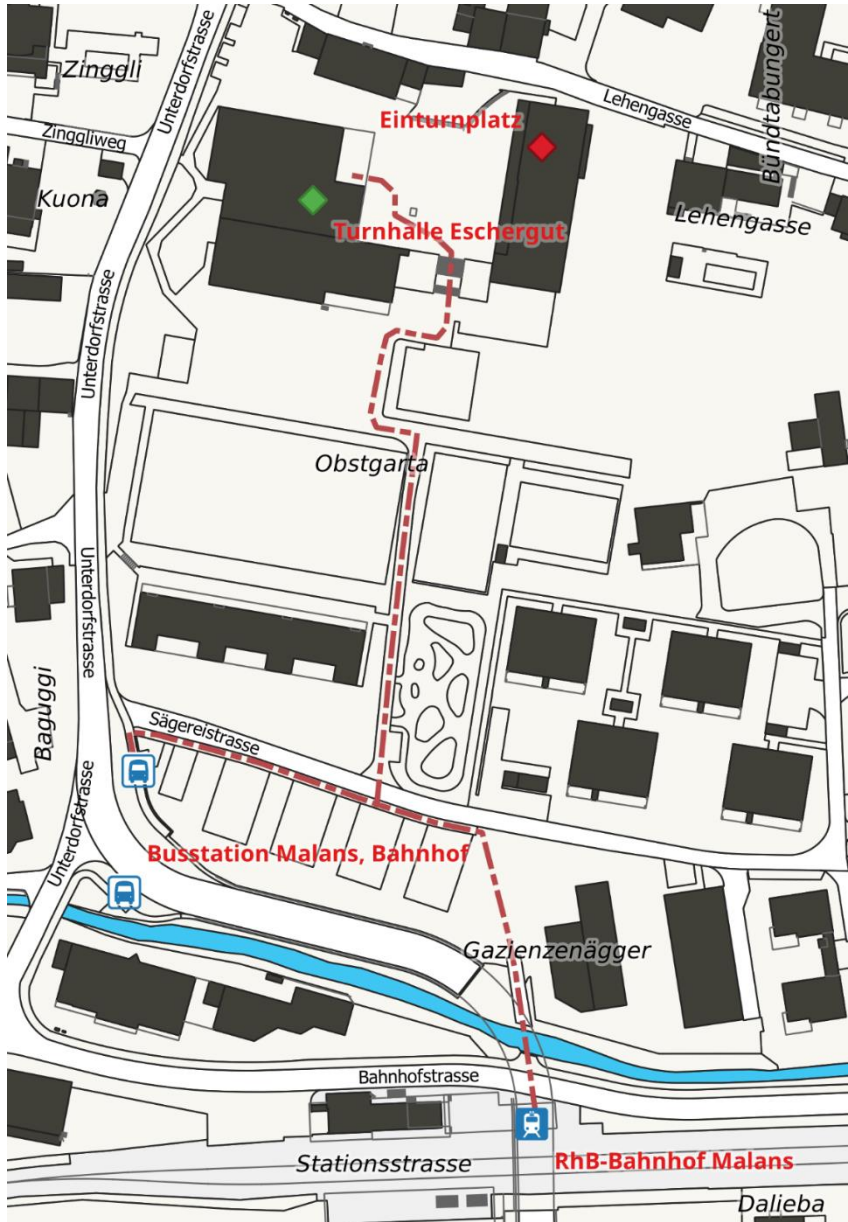 Zinggli
Unterdorfstrasse
Bündtabungert
Lehengasse
Einturnplatz
Zinggliweg
Kuona
Lehengasse
Turnhalle Eschergut
Unterdorfstrasse
Obstgarta
Unterdorfstrasse
Baguggi
Sägereistrasse
Unterdorfstrasse
Busstation Malans, Bahnhof
Gazienzenägger
Bahnhofstrasse
Stationsstrasse
RhB-Bahnhof Malans
Dalieba